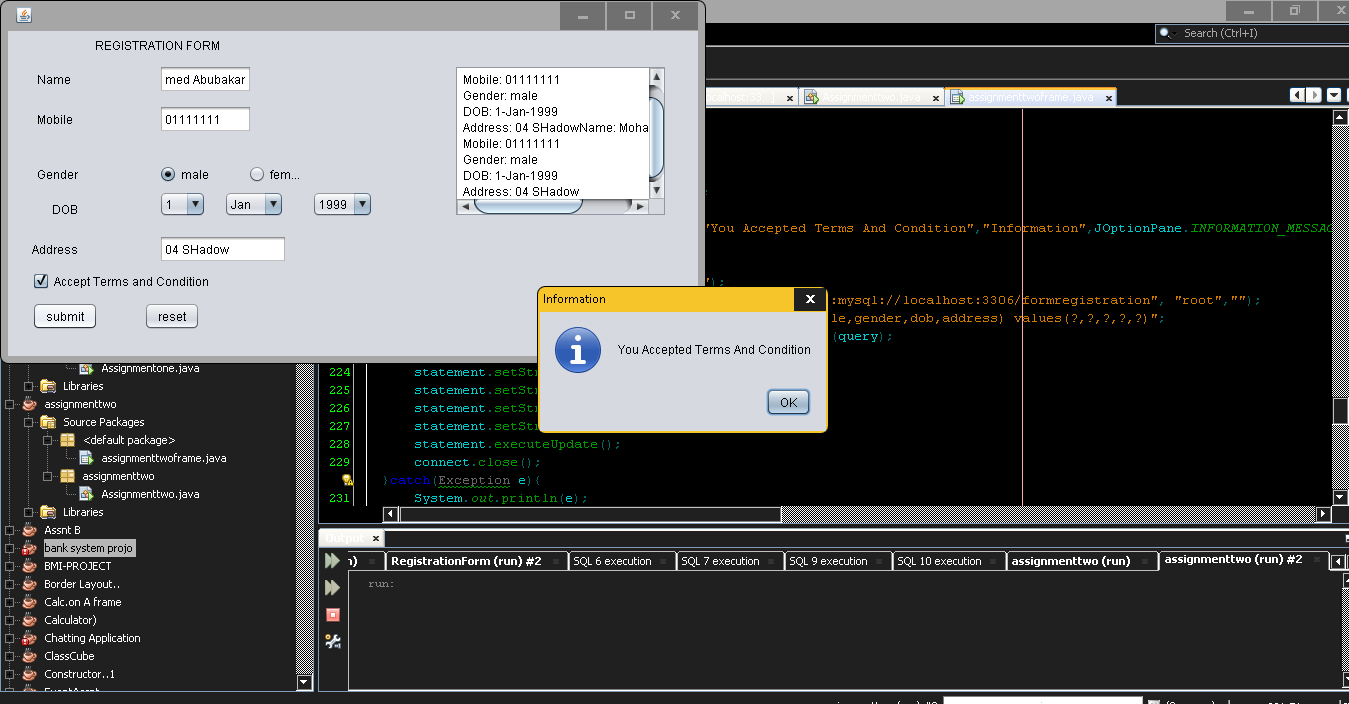 REGISTRATION FORM
Name
med Abubakar
Mobile
01111111
Gender
male
fem...
DOB
1
Jan
1999
Address
04 SHadow
Accept Terms and Condition
submit
reset
Mobile: 01111111
Gender: male
DOB: 1-Jan-1999
Address: 04 SHadowName: Moha
Mobile: 01111111
Gender: male
DOB: 1-Jan-1999
Address: 04 SHadow
Search (Ctrl+I)
Assignmenttwo.java
assignmenttwoframe.java
"You Accepted Terms And Condition","Information",JOptionPane.INFORMATION_MESSAG
");
:mysql://localhost:3306/formregistration", "root","");
le,gender,dob,address) values(?,?,?,?,?)";
(query);
Information
You Accepted Terms And Condition
OK
224 statement.setStr
225 statement.setStr
226 statement.setStr
227 statement.setStr
228 statement.executeUpdate();
229 connect.close();
}catch(Exception e){
231 System.out.println(e);
Assignmentone.java
Libraries
assignmenttwo
Source Packages
<default package>
assignmenttwoframe.java
assignmenttwo
Assignmenttwo.java
Libraries
Assnt B
bank system projo
BMI-PROJECT
Border Layout..
Calc.on A frame
Calculator)
Chatting Application
ClassCube
Constructor..1
Output
n)
RegistrationForm (run) #2
SQL 6 execution
SQL 7 execution
SQL 9 execution
SQL 10 execution
assignmenttwo (run)
assignmenttwo (run) #2
run: